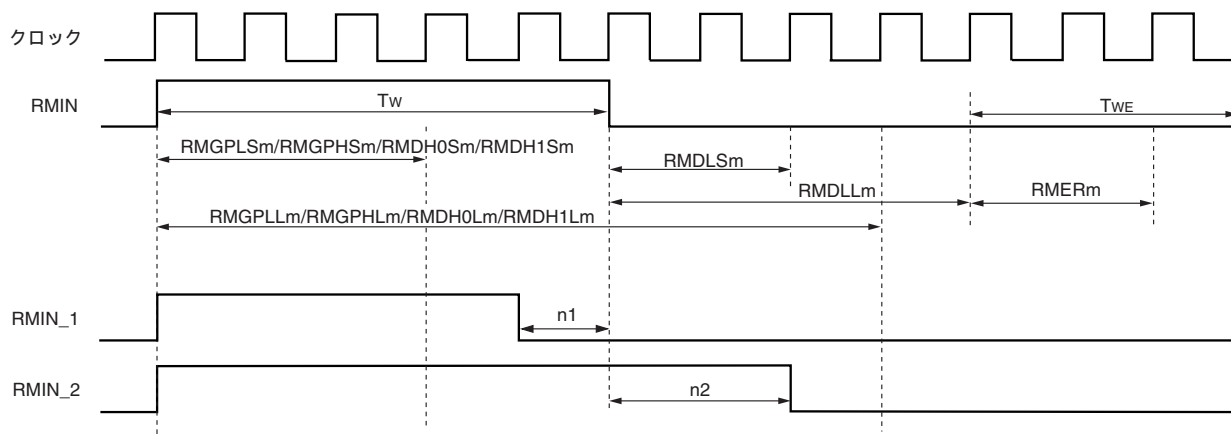 クロック
RMIN
TW
TWE
RMGPLSm/RMGPHSm/RMDH0Sm/RMDH1Sm
RMDLSm
RMDLLm
RMERm
RMGPLLm/RMGPHLm/RMDH0Lm/RMDH1Lm
RMIN_1
n1
RMIN_2
n2